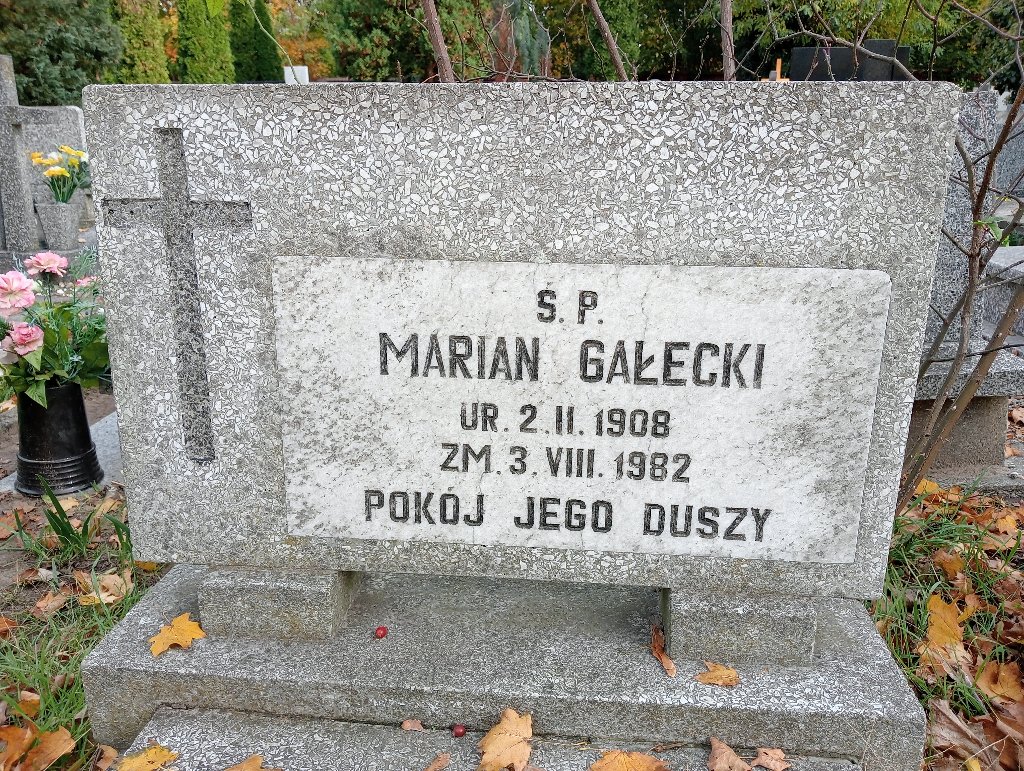 Ś. P.
MARIAN GAŁECKI
UR. 2. II. 1908
ZM. 3. VIII. 1982
POKÓJ JEGO DUSZY